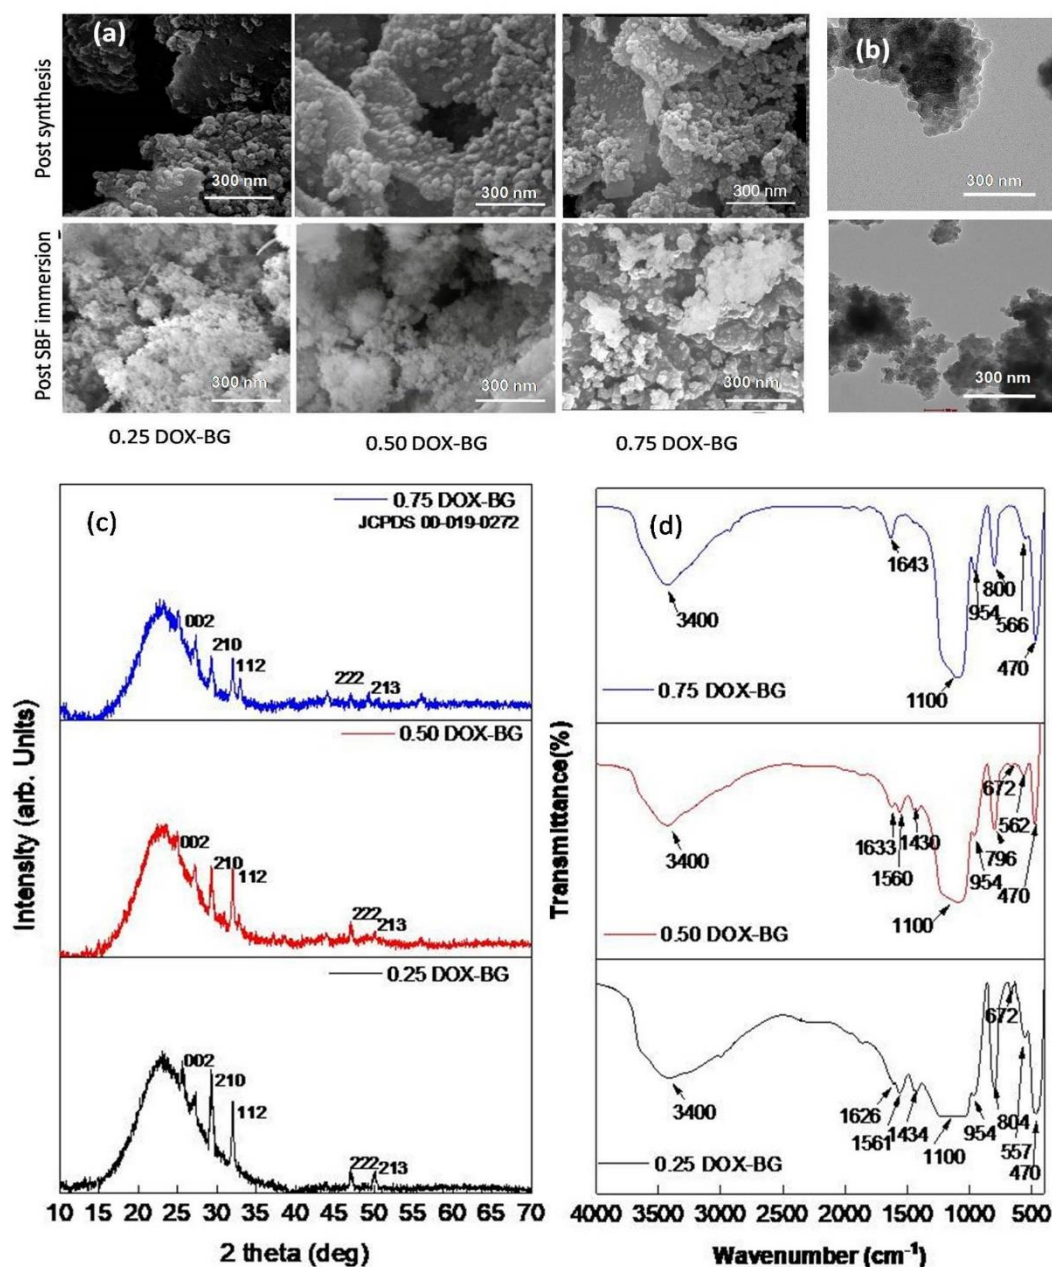 (a)
(b)
Post synthesis
300 nm
300 nm
300 nm
300 nm
Post SBF immersion
300 nm
300 nm
300 nm
300 nm
0.25 DOX-BG
0.50 DOX-BG
0.75 DOX-BG
(c)
0.75 DOX-BG
JCPDS 00-019-0272
002
210
112
222
213
0.50 DOX-BG
002
210
112
222
213
0.25 DOX-BG
002
210
112
222
213
Intensity (arb. Units)
10 15 20 25 30 35 40 45 50 55 60 65 70
2 theta (deg)
(d)
1643
3400
800
954
566
470
1100
0.75 DOX-BG
672
562
1430
1633
796
1560
954
470
3400
1100
0.50 DOX-BG
672
3400
1626
804
1561
1434
1100
954
557
470
0.25 DOX-BG
Transmittance(%)
4000 3500 3000 2500 2000 1500 1000 500
Wavenumber (cm⁻¹)